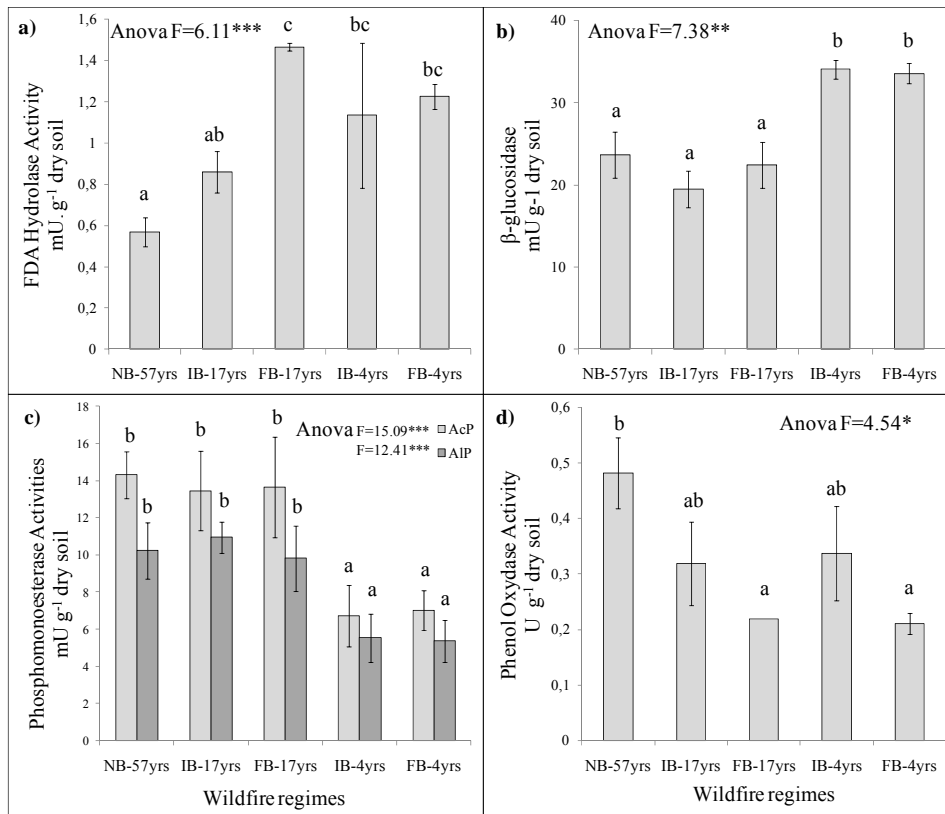 a)
Anova F=6.11***
FDA Hydrolase Activity
mU. g-1 dry soil
1,6
1,4
1,2
1
0,8
0,6
0,4
0,2
0
a
ab
c
bc
bc
NB-57yrs IB-17yrs FB-17yrs IB-4yrs FB-4yrs
b)
Anova F=7.38**
β-glucosidase
mU g-1 dry soil
40
30
20
10
0
a
a
a
b
b
NB-57yrs IB-17yrs FB-17yrs IB-4yrs FB-4yrs
c)
Anova F=15.09*** AcP
F=12.41*** AlP
Phosphomonoesterase Activities
mU g-1 dry soil
18
16
14
12
10
8
6
4
2
0
b
b
b
b
b
b
a
a
a
a
NB-57yrs IB-17yrs FB-17yrs IB-4yrs FB-4yrs
Wildfire regimes
d)
Anova F=4.54*
Phenol Oxydase Activity
U g-1 dry soil
0,6
0,5
0,4
0,3
0,2
0,1
0
b
ab
a
ab
a
NB-57yrs IB-17yrs FB-17yrs IB-4yrs FB-4yrs
Wildfire regimes